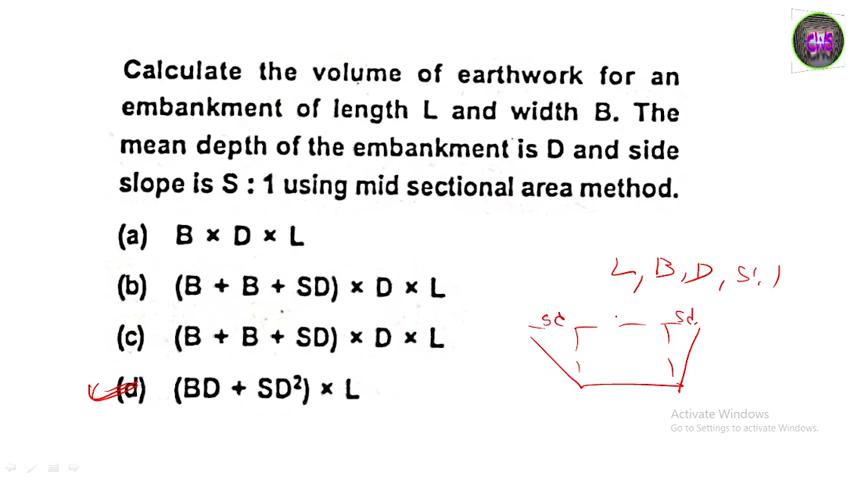 CWS
Calculate the volume of earthwork for an
embankment of length L and width B. The
mean depth of the embankment is D and side
slope is S : 1 using mid sectional area method.
(a) B × D × L
(b) (B + B + SD) × D × L
(c) (B + B + SD) × D × L
(d) (BD + SD²) × L
L, B, D, S:1
Sd Sd
Activate Windows
Go to Settings to activate Windows.